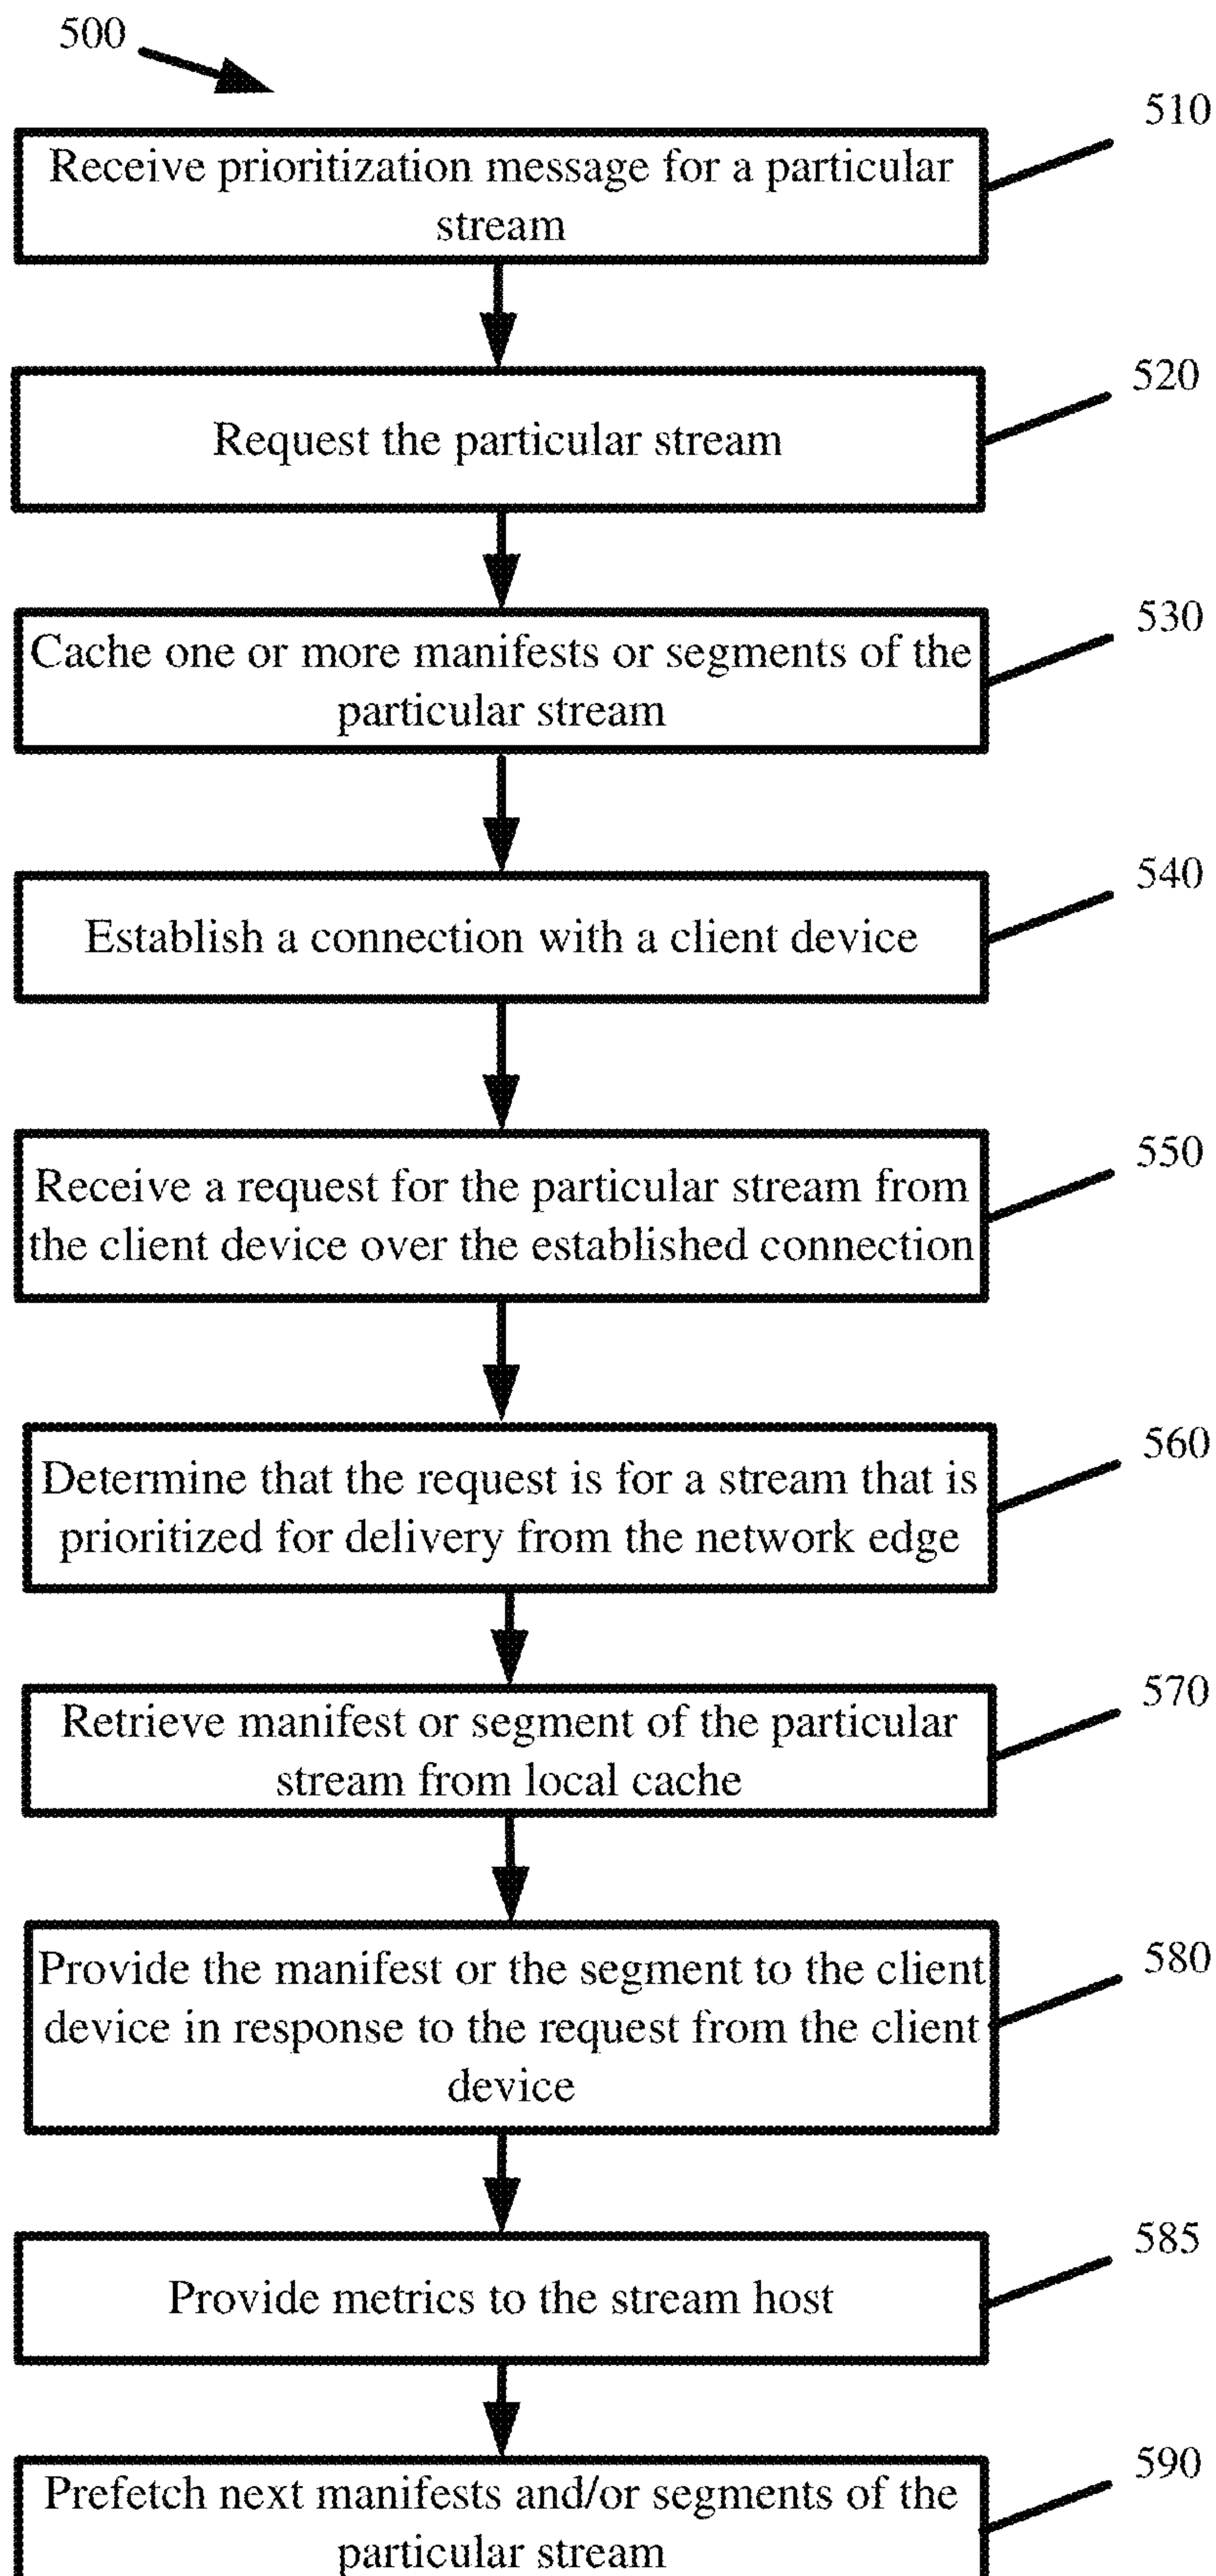 500
510
Receive prioritization message for a particular
stream
520
Request the particular stream
530
Cache one or more manifests or segments of the
particular stream
540
Establish a connection with a client device
550
Receive a request for the particular stream from
the client device over the established connection
560
Determine that the request is for a stream that is
prioritized for delivery from the network edge
570
Retrieve manifest or segment of the particular
stream from local cache
580
Provide the manifest or the segment to the client
device in response to the request from the client
device
585
Provide metrics to the stream host
590
Prefetch next manifests and/or segments of the
particular stream